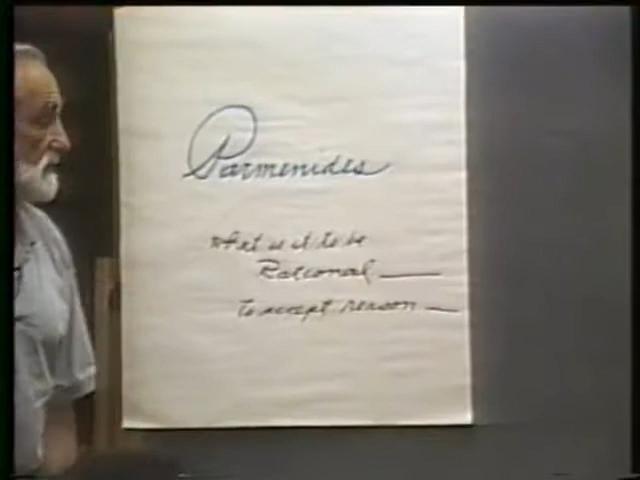 Parmenides
What is it to be
Rational —
to accept reason —